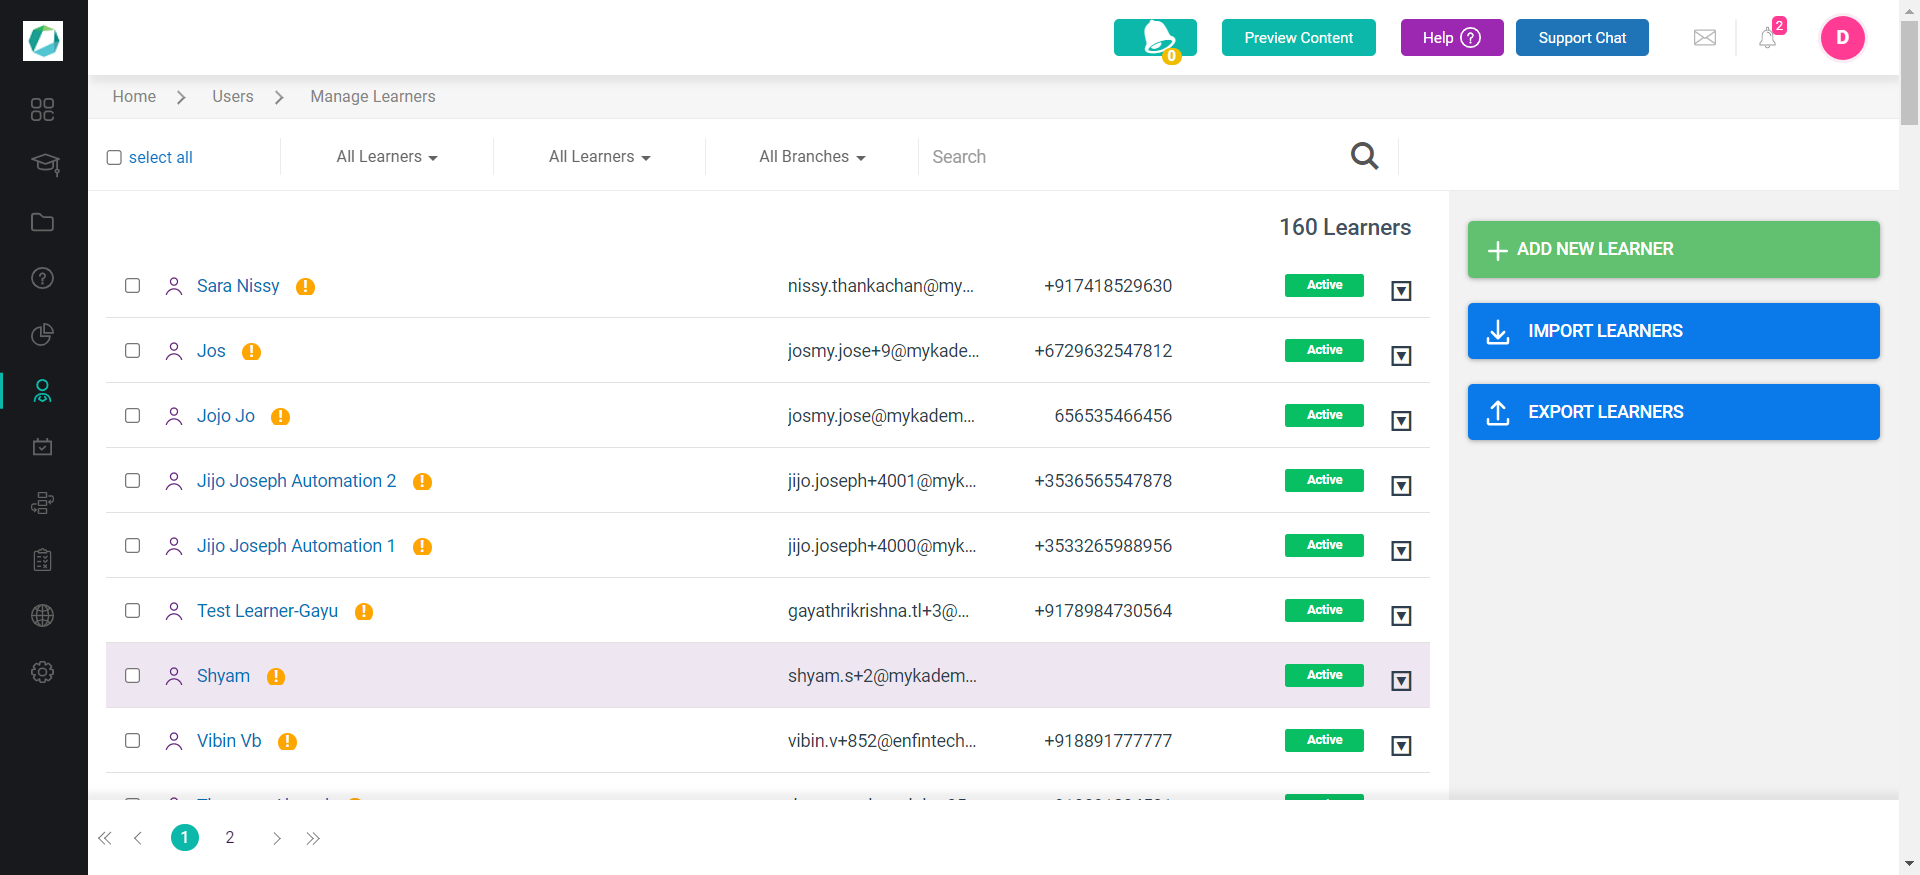 0
Preview Content
Help ?
Support Chat
2
D
Home > Users > Manage Learners
select all
All Learners
All Learners
All Branches
Search
160 Learners
ADD NEW LEARNER
IMPORT LEARNERS
EXPORT LEARNERS
Sara Nissy ! nissy.thankachan@my... +917418529630 Active
Jos ! josmy.jose+9@mykade... +6729632547812 Active
Jojo Jo ! josmy.jose@mykadem... 656535466456 Active
Jijo Joseph Automation 2 ! jijo.joseph+4001@myk... +3536565547878 Active
Jijo Joseph Automation 1 ! jijo.joseph+4000@myk... +3533265988956 Active
Test Learner-Gayu ! gayathrikrishna.tl+3@... +9178984730564 Active
Shyam ! shyam.s+2@mykadem... Active
Vibin Vb ! vibin.v+852@enfintech... +918891777777 Active
1 2